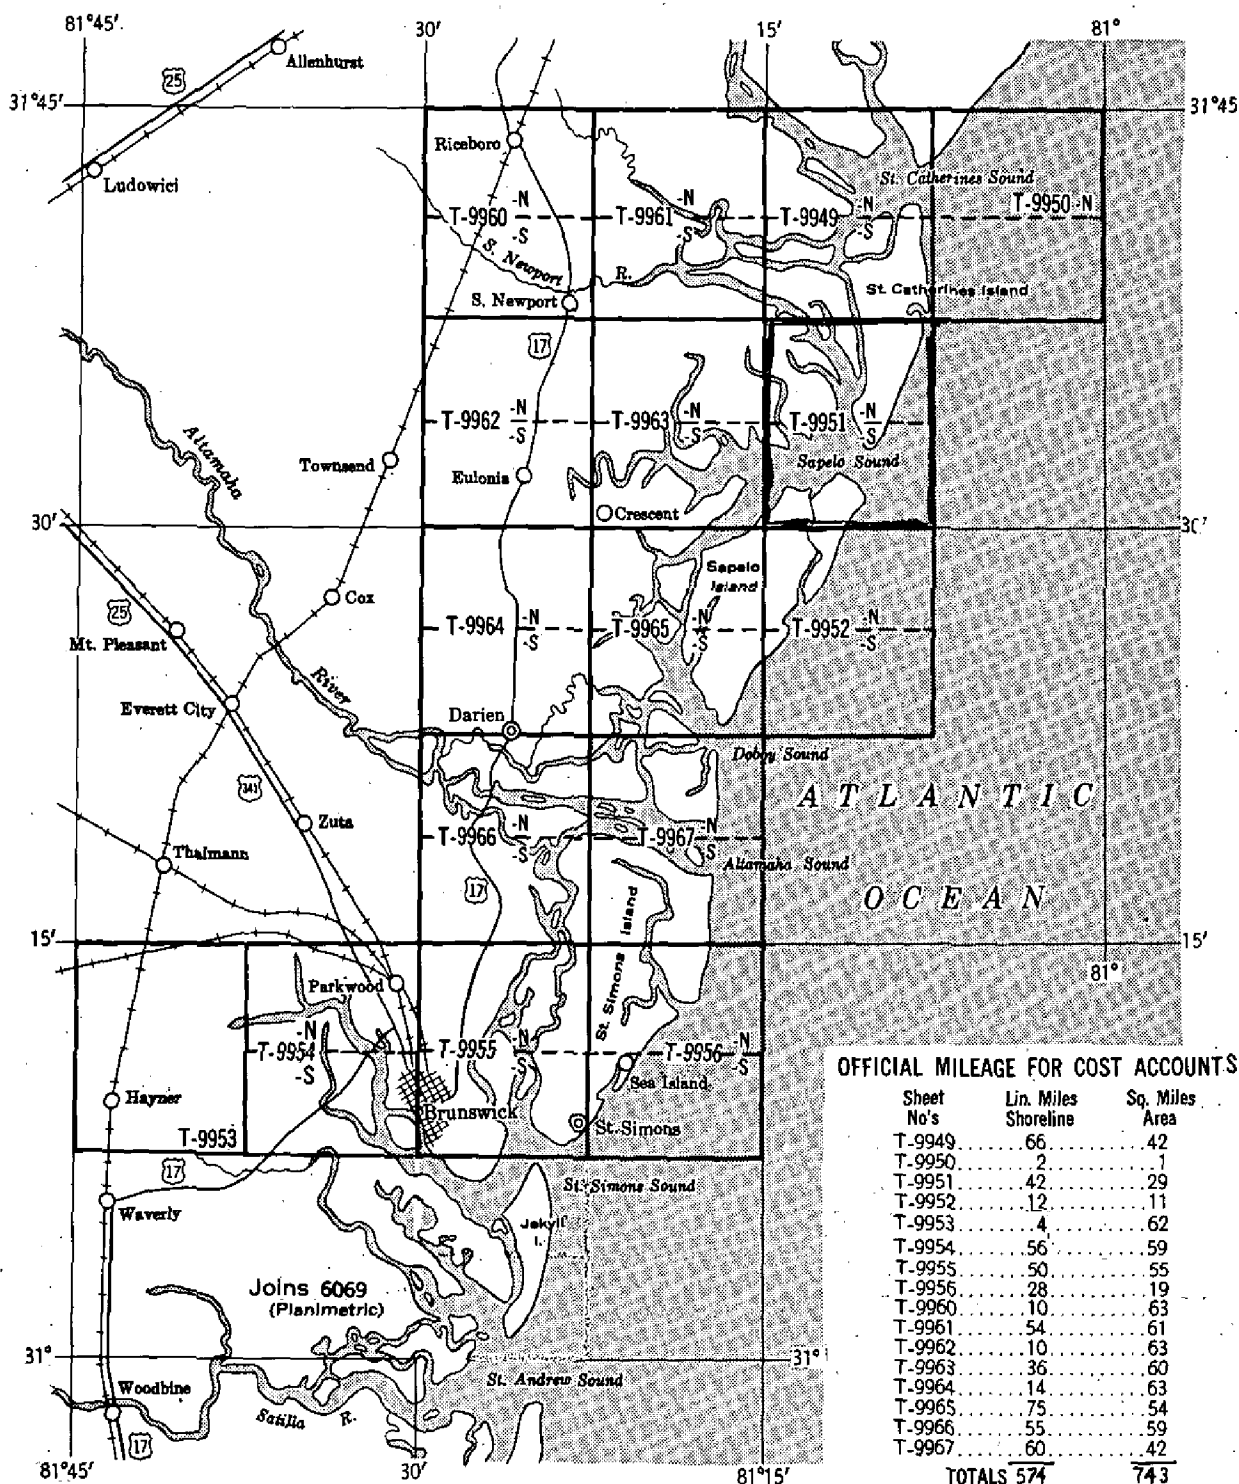 81°45′.
30′
15′
81°
Allenhurst
25
31°45′
31°45
Riceboro
Ludowici
St. Catherines Sound
T-9960 -N
-S
T-9961 -N
-S
T-9949 -N
-S
T-9950 -N
S. Newport
R.
St. Catherines Island
S. Newport
17
Altamaha
T-9962 -N
-S
T-9963 -N
-S
T-9951 -N
-S
Townsend
Eulonia
Sapelo Sound
Crescent
30′
Sapelo
Island
Cox
25
T-9964 -N
-S
T-9965 -N
-S
T-9952 -N
-S
Mt. Pleasant
River
Everett City
Darien
Doboy Sound
341
ATLANTIC
Zuta
T-9966 -N
-S
T-9967 -N
-S
Thalmann
Altamaha Sound
17
OCEAN
15′
81°
Parkwood
St. Simons Island
-N
T-9954
-S
T-9955 -N
-S
T-9956 -N
-S
Sea Island
Hayner
Brunswick
St. Simons
T-9953
17
St. Simons Sound
Waverly
Jekyll
I.
Joins 6069
(Planimetric)
31°
31°
St. Andrew Sound
Woodbine
Satilla R.
17
81°45′
30′
81°15′
OFFICIAL MILEAGE FOR COST ACCOUNTS
Sheet Lin. Miles Sq. Miles
No's Shoreline Area
T-9949 66 42
T-9950 2 1
T-9951 42 29
T-9952 12 11
T-9953 4 62
T-9954 56 59
T-9955 50 55
T-9956 28 19
T-9960 10 63
T-9961 54 61
T-9962 10 63
T-9963 36 60
T-9964 14 63
T-9965 75 54
T-9966 55 59
T-9967 60 42
TOTALS 574 743